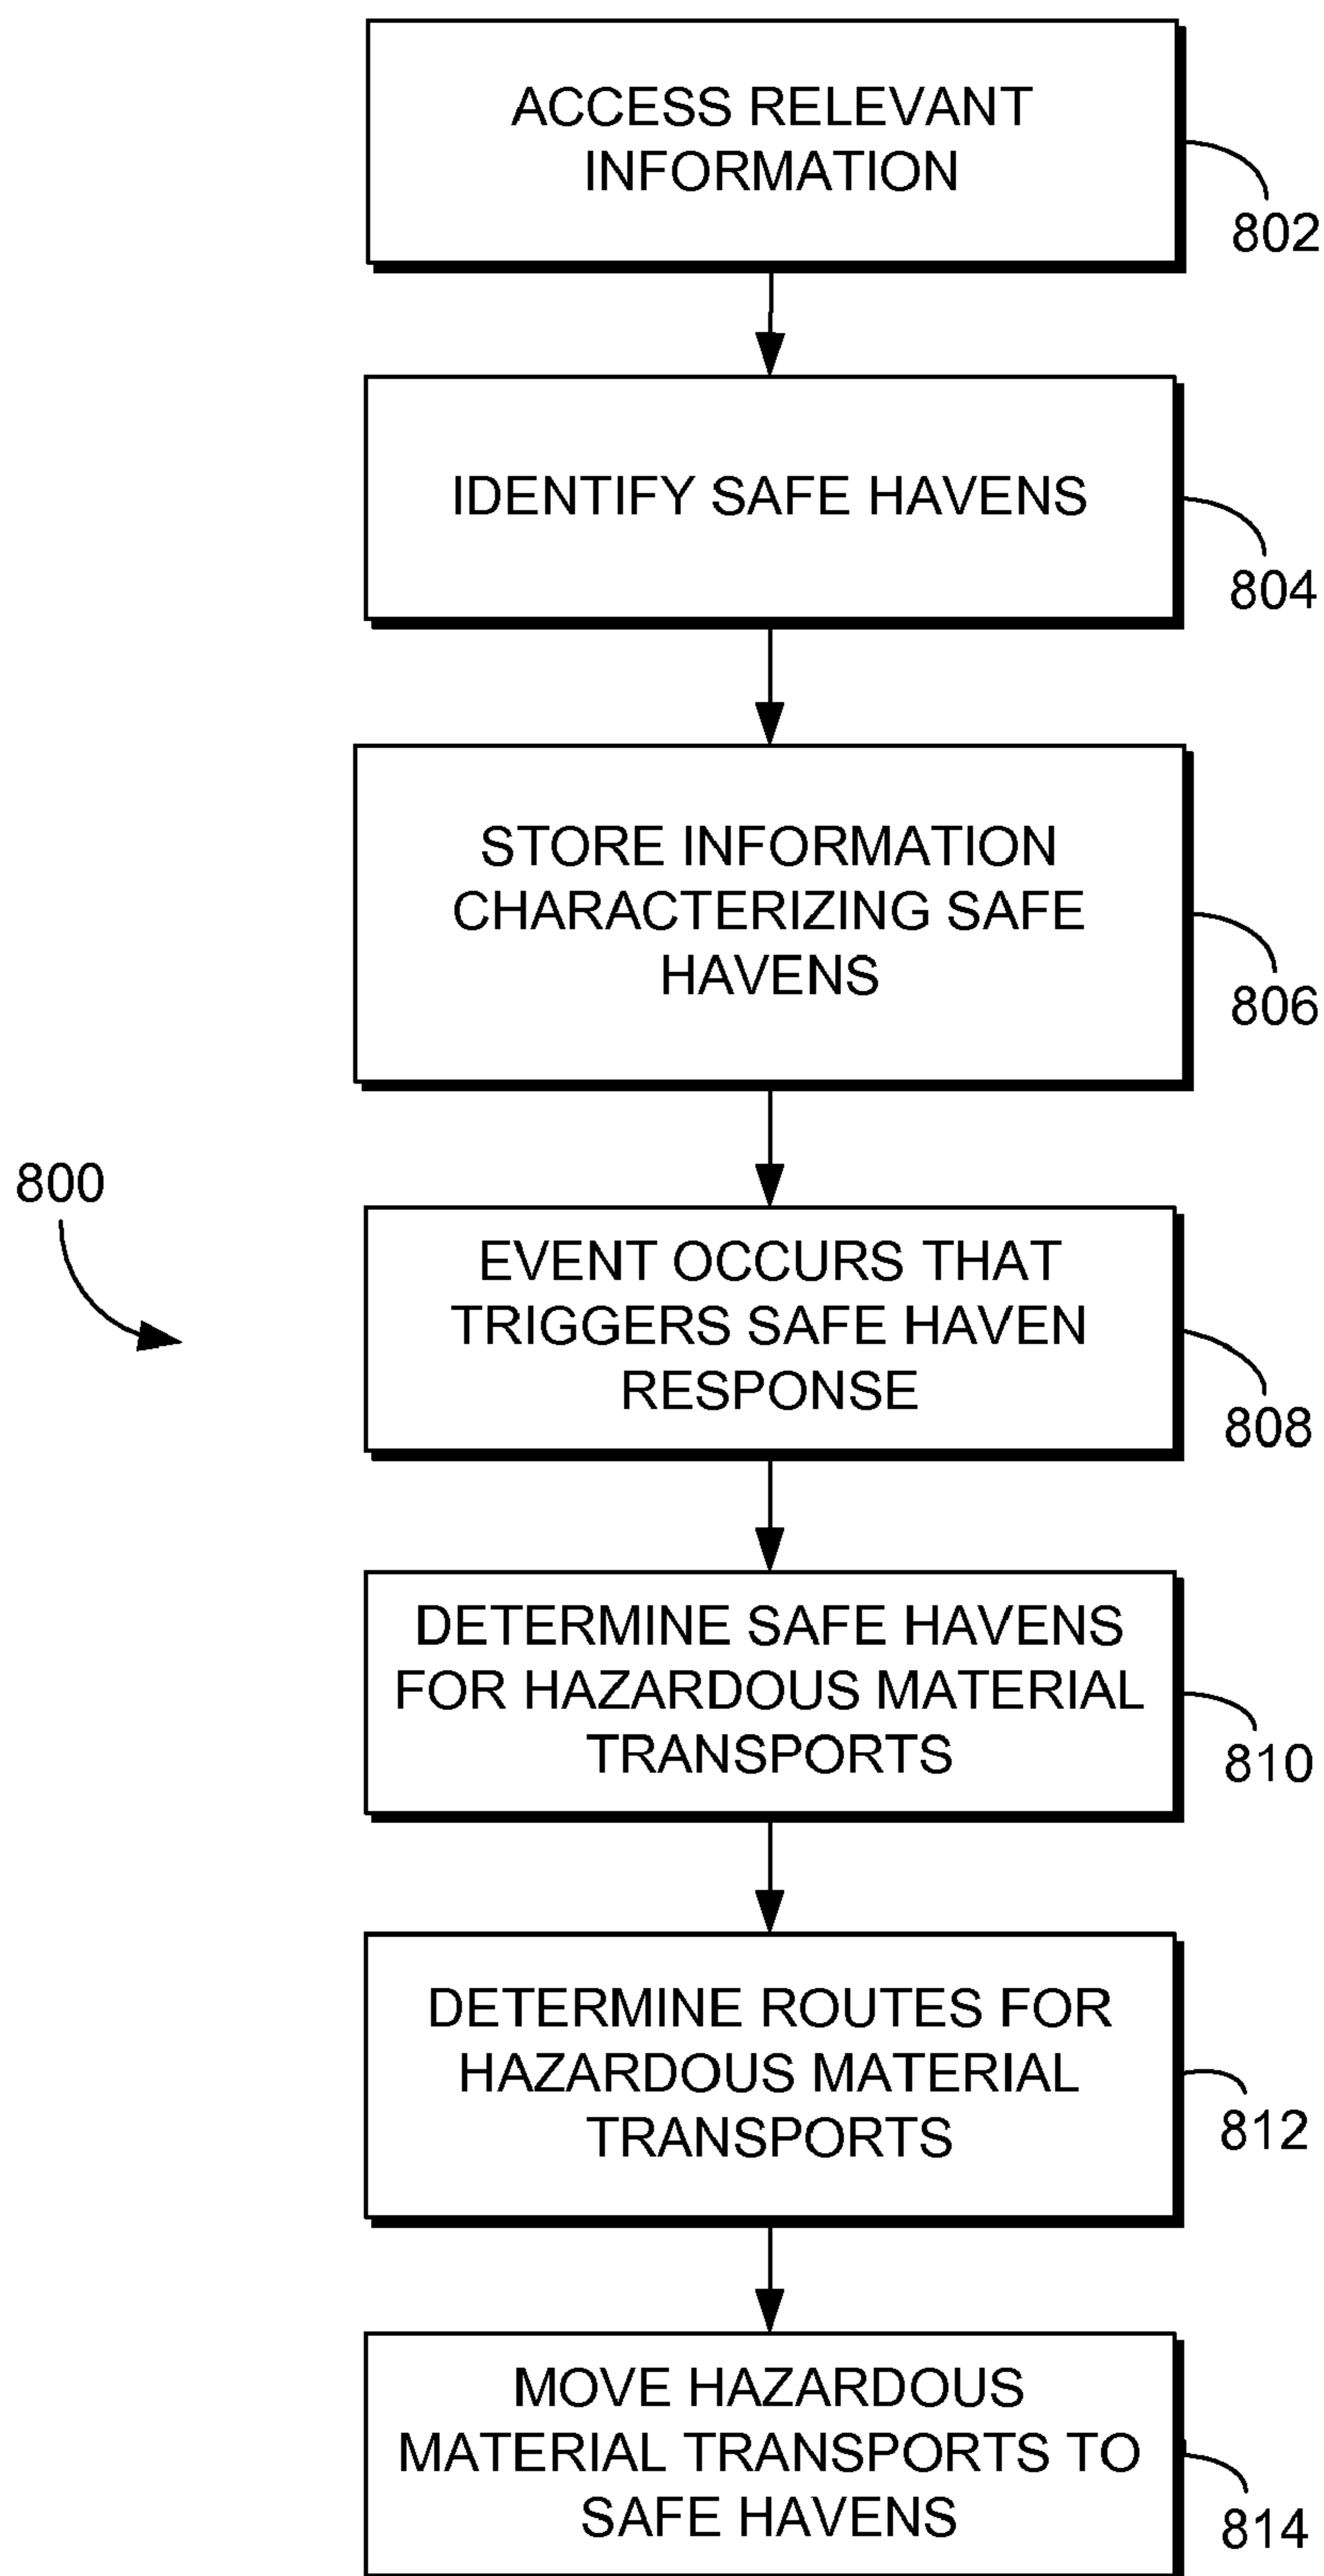 ACCESS RELEVANT
INFORMATION
802
IDENTIFY SAFE HAVENS
804
STORE INFORMATION
CHARACTERIZING SAFE
HAVENS
806
800
EVENT OCCURS THAT
TRIGGERS SAFE HAVEN
RESPONSE
808
DETERMINE SAFE HAVENS
FOR HAZARDOUS MATERIAL
TRANSPORTS
810
DETERMINE ROUTES FOR
HAZARDOUS MATERIAL
TRANSPORTS
812
MOVE HAZARDOUS
MATERIAL TRANSPORTS TO
SAFE HAVENS
814